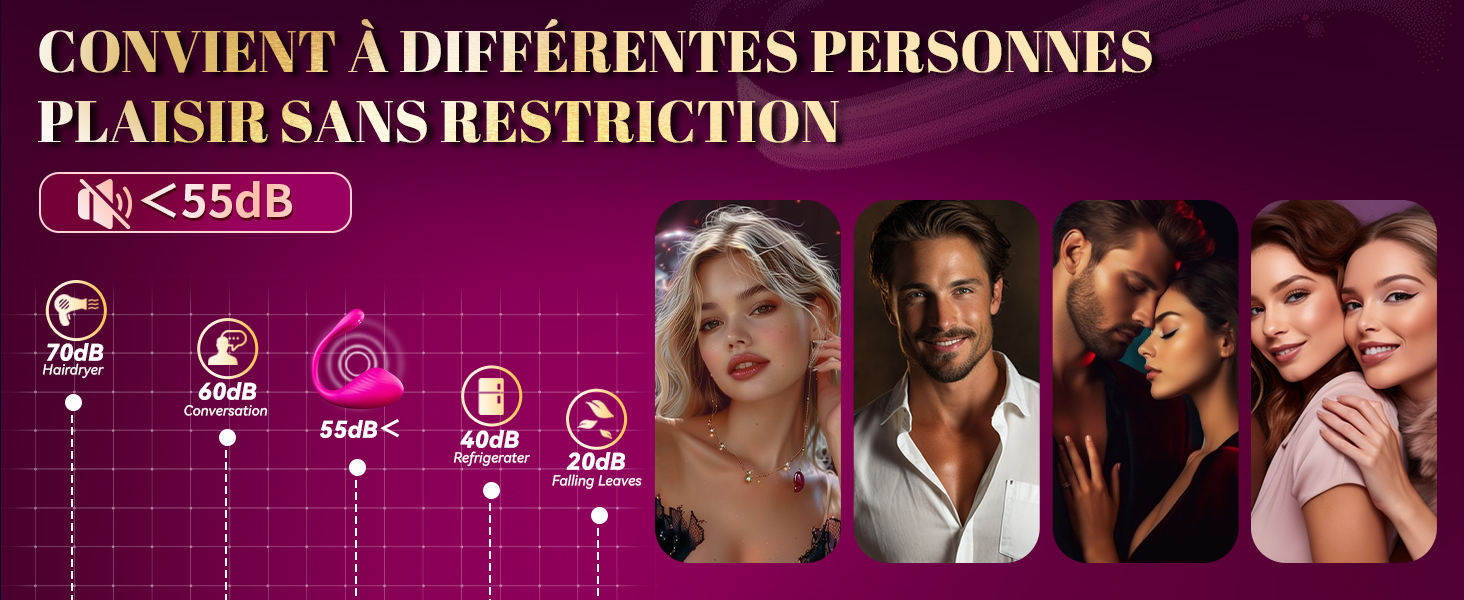 CONVIENT À DIFFÉRENTES PERSONNES
PLAISIR SANS RESTRICTION
<55dB
70dB
Hairdryer
60dB
Conversation
55dB<
40dB
Refrigerater
20dB
Falling Leaves